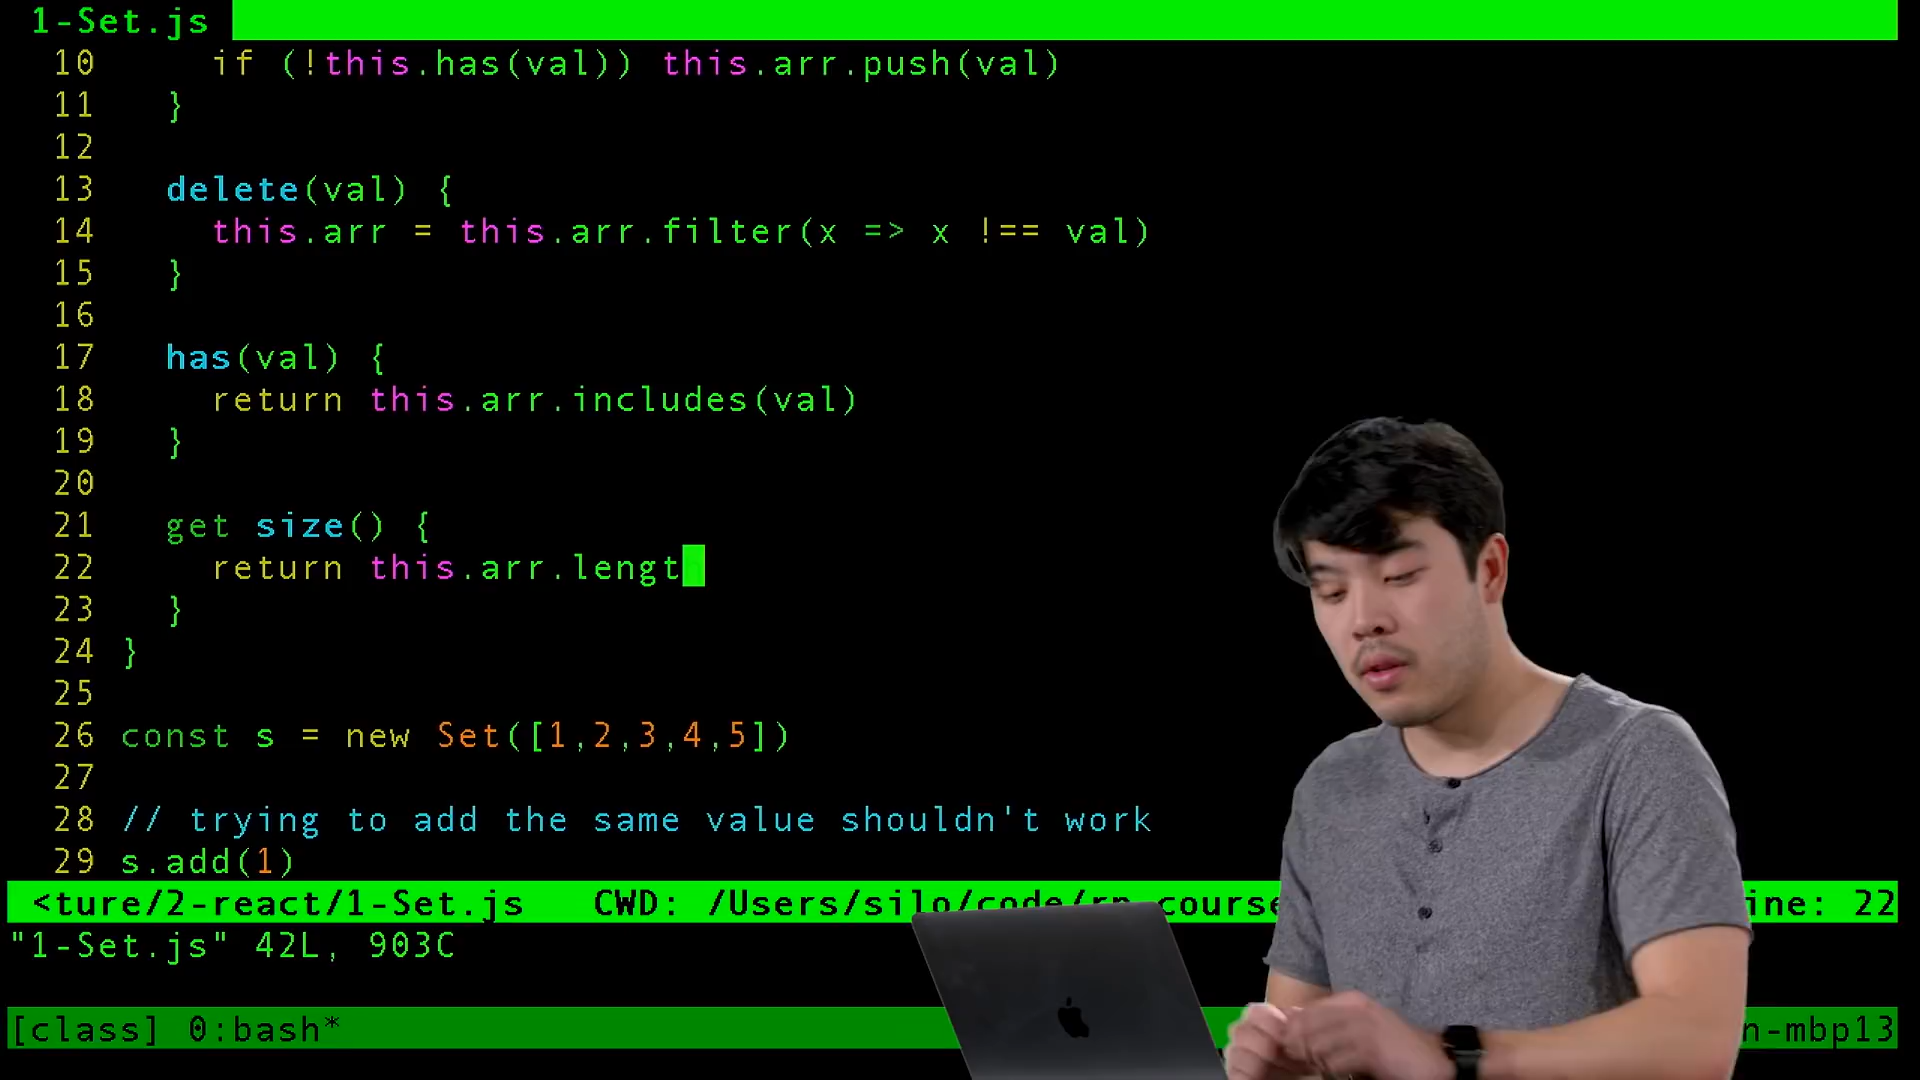 1-Set.js
10 if (!this.has(val)) this.arr.push(val)
11 }
12
13 delete(val) {
14 this.arr = this.arr.filter(x => x !== val)
15 }
16
17 has(val) {
18 return this.arr.includes(val)
19 }
20
21 get size() {
22 return this.arr.length
23 }
24 }
25
26 const s = new Set([1,2,3,4,5])
27
28 // trying to add the same value shouldn't work
29 s.add(1)
<ture/2-react/1-Set.js CWD: /Users/silo/code/rp-course ine: 22
"1-Set.js" 42L, 903C
[class] 0:bash* n-mbp13